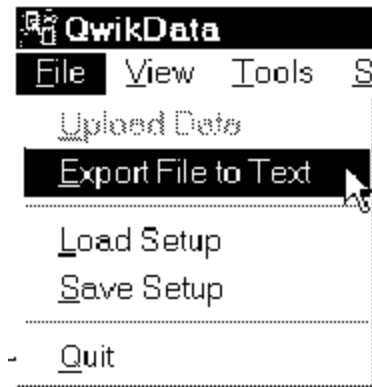 QwikData
File View Tools S
Upload Data
Export File to Text
Load Setup
Save Setup
Quit